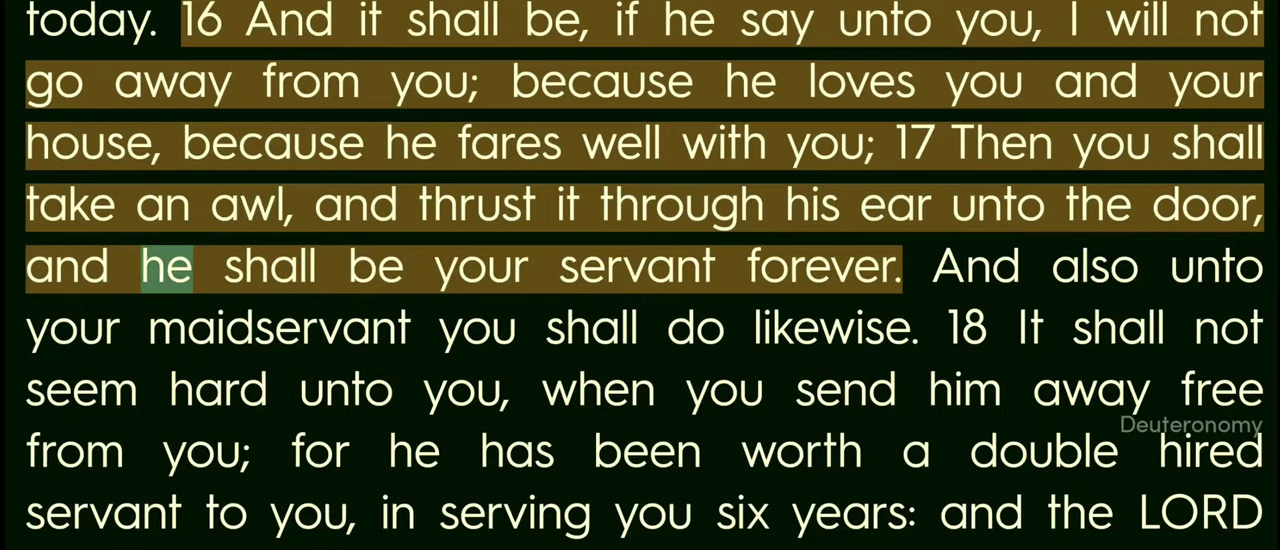 today. 16 And it shall be, if he say unto you, I will not
go away from you; because he loves you and your
house, because he fares well with you; 17 Then you shall
take an awl, and thrust it through his ear unto the door,
and he shall be your servant forever. And also unto
your maidservant you shall do likewise. 18 It shall not
seem hard unto you, when you send him away free
Deuteronomy
from you; for he has been worth a double hired
servant to you, in serving you six years: and the LORD